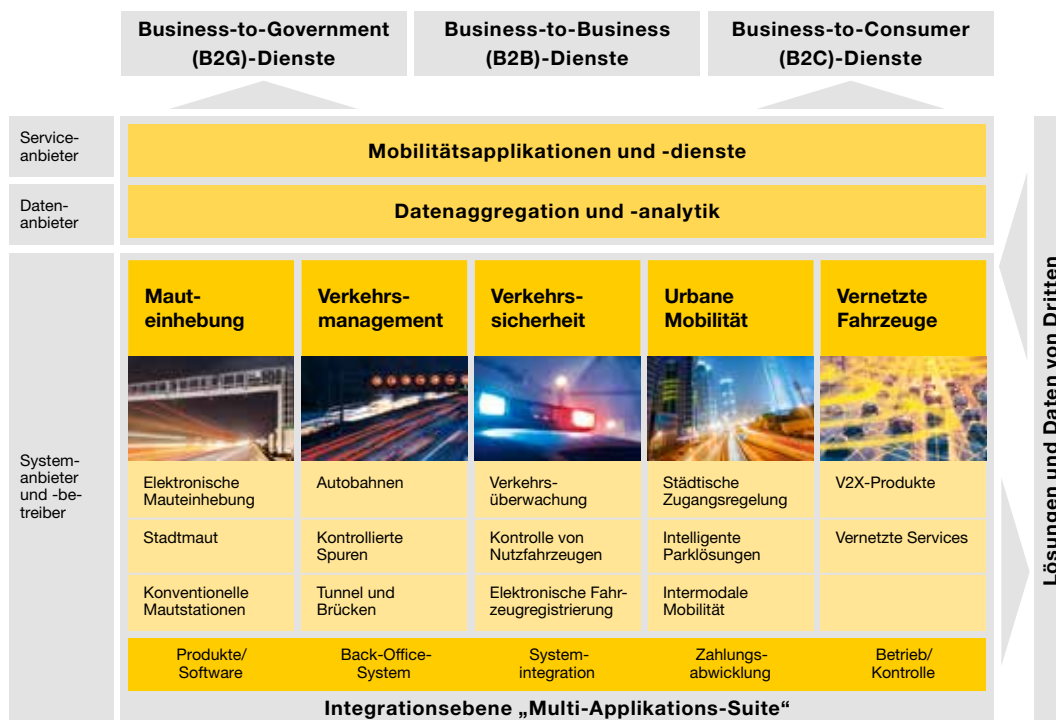 Business-to-Government
(B2G)-Dienste
Business-to-Business
(B2B)-Dienste
Business-to-Consumer
(B2C)-Dienste
Service-
anbieter
Mobilitätsapplikationen und -dienste
Daten-
anbieter
Datenaggregation und -analytik
System-
anbieter
und -be-
treiber
Maut-
einhebung
Verkehrs-
management
Verkehrs-
sicherheit
Urbane
Mobilität
Vernetzte
Fahrzeuge
Elektronische
Mauteinhebung
Autobahnen
Verkehrs-
überwachung
Städtische
Zugangsregelung
V2X-Produkte
Stadtmaut
Kontrollierte
Spuren
Kontrolle von
Nutzfahrzeugen
Intelligente
Parklösungen
Vernetzte Services
Konventionelle
Mautstationen
Tunnel und
Brücken
Elektronische Fahr-
zeugregistrierung
Intermodale
Mobilität
Produkte/
Software
Back-Office-
System
System-
integration
Zahlungs-
abwicklung
Betrieb/
Kontrolle
Integrationsebene „Multi-Applikations-Suite“
Lösungen und Daten von Dritten